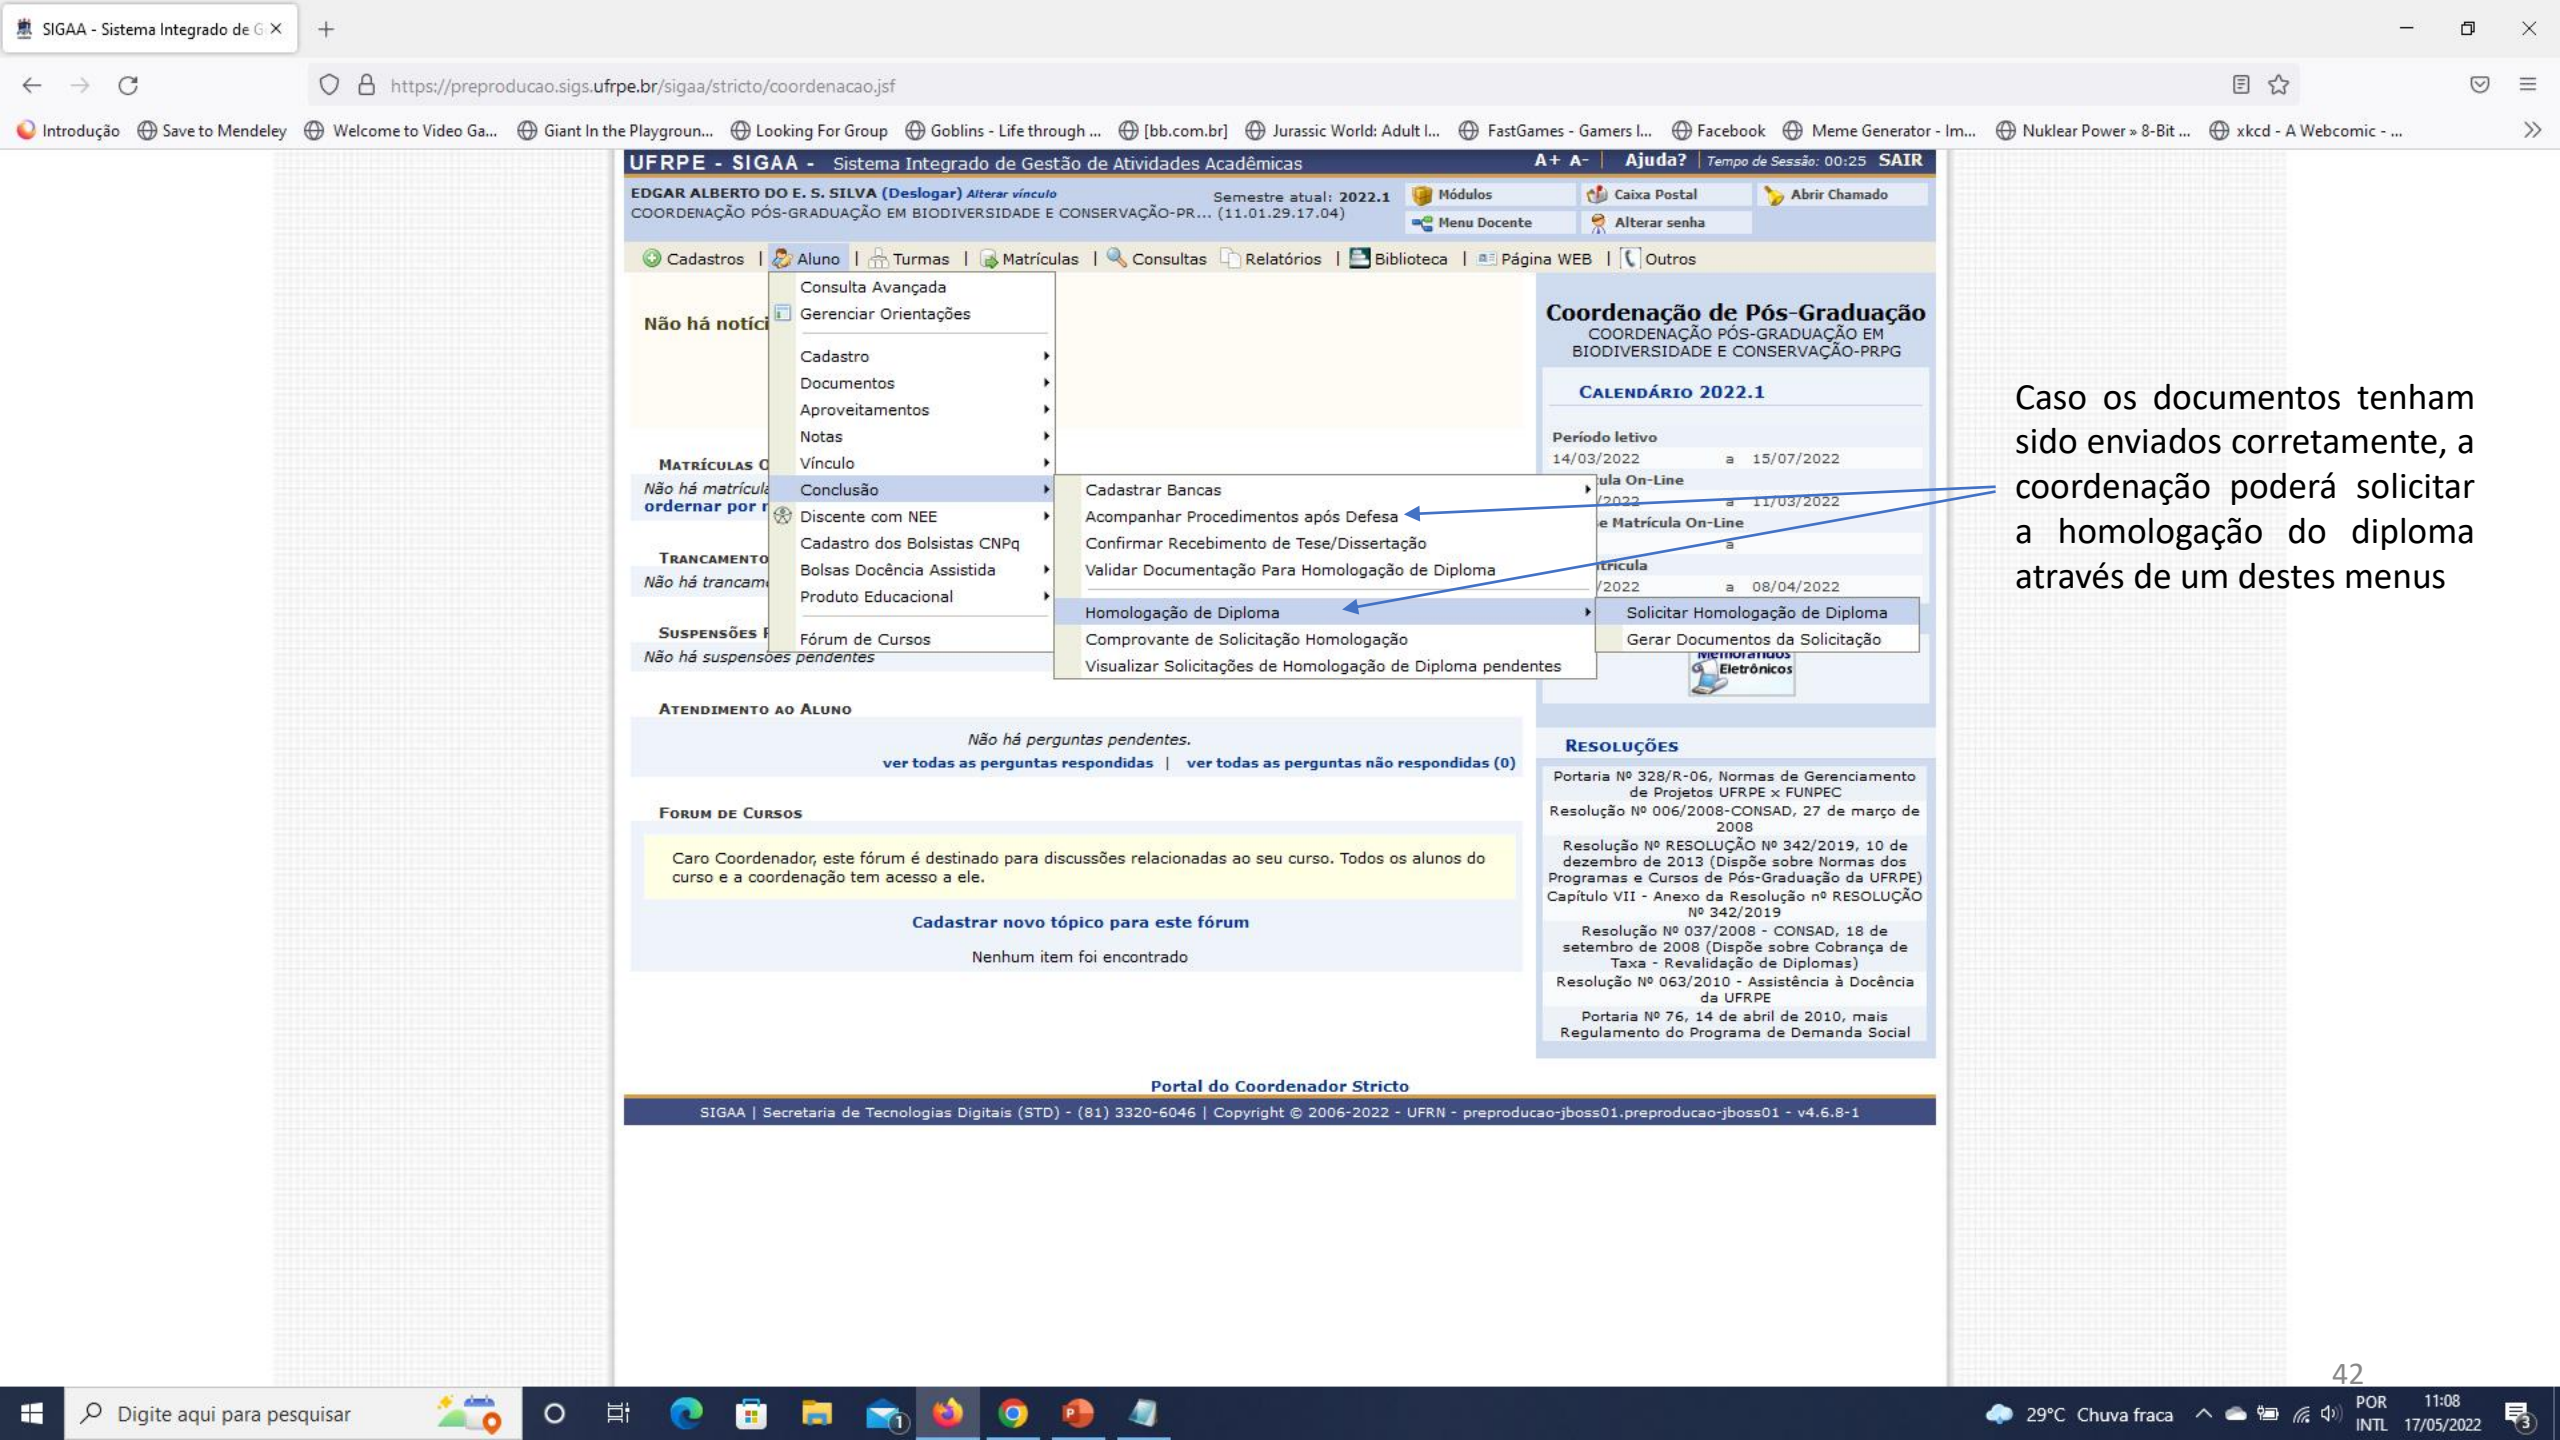 SIGAA - Sistema Integrado de G
https://preproducao.sigs.ufrpe.br/sigaa/stricto/coordenacao.jsf
Introdução Save to Mendeley Welcome to Video Ga... Giant In the Playgroun... Looking For Group Goblins - Life through ... [bb.com.br] Jurassic World: Adult I... FastGames - Gamers l... Facebook Meme Generator - Im... Nuklear Power » 8-Bit ... xkcd - A Webcomic - ...
UFRPE - SIGAA - Sistema Integrado de Gestão de Atividades Acadêmicas A+ A- | Ajuda? | Tempo de Sessão: 00:25 SAIR
EDGAR ALBERTO DO E. S. SILVA (Deslogar) Alterar vínculo
COORDENAÇÃO PÓS-GRADUAÇÃO EM BIODIVERSIDADE E CONSERVAÇÃO-PR... (11.01.29.17.04)
Semestre atual: 2022.1
Módulos Caixa Postal Abrir Chamado
Menu Docente Alterar senha
Cadastros | Aluno | Turmas | Matrículas | Consultas Relatórios | Biblioteca | Página WEB | Outros
Não há notíci
Consulta Avançada
Gerenciar Orientações
Cadastro
Documentos
Aproveitamentos
Notas
Vínculo
Conclusão
Discente com NEE
Cadastro dos Bolsistas CNPq
Bolsas Docência Assistida
Produto Educacional
Fórum de Cursos
Cadastrar Bancas
Acompanhar Procedimentos após Defesa
Confirmar Recebimento de Tese/Dissertação
Validar Documentação Para Homologação de Diploma
Homologação de Diploma
Comprovante de Solicitação Homologação
Visualizar Solicitações de Homologação de Diploma pendentes
Solicitar Homologação de Diploma
Gerar Documentos da Solicitação
MATRÍCULAS O
Não há matrícula
ordernar por
TRANCAMENTO
Não há trancam
SUSPENSÕES
Não há suspensões pendentes
ATENDIMENTO AO ALUNO
Não há perguntas pendentes.
ver todas as perguntas respondidas | ver todas as perguntas não respondidas (0)
FORUM DE CURSOS
Caro Coordenador, este fórum é destinado para discussões relacionadas ao seu curso. Todos os alunos do
curso e a coordenação tem acesso a ele.
Cadastrar novo tópico para este fórum
Nenhum item foi encontrado
Coordenação de Pós-Graduação
COORDENAÇÃO PÓS-GRADUAÇÃO EM
BIODIVERSIDADE E CONSERVAÇÃO-PRPG
CALENDÁRIO 2022.1
Período letivo
14/03/2022 a 15/07/2022
ula On-Line
/2022 a 11/03/2022
e Matrícula On-Line
a
trícula
/2022 a 08/04/2022
Memorandos
Eletrônicos
RESOLUÇÕES
Portaria Nº 328/R-06, Normas de Gerenciamento
de Projetos UFRPE x FUNPEC
Resolução Nº 006/2008-CONSAD, 27 de março de
2008
Resolução Nº RESOLUÇÃO Nº 342/2019, 10 de
dezembro de 2013 (Dispõe sobre Normas dos
Programas e Cursos de Pós-Graduação da UFRPE)
Capítulo VII - Anexo da Resolução nº RESOLUÇÃO
Nº 342/2019
Resolução Nº 037/2008 - CONSAD, 18 de
setembro de 2008 (Dispõe sobre Cobrança de
Taxa - Revalidação de Diplomas)
Resolução Nº 063/2010 - Assistência à Docência
da UFRPE
Portaria Nº 76, 14 de abril de 2010, mais
Regulamento do Programa de Demanda Social
Portal do Coordenador Stricto
SIGAA | Secretaria de Tecnologias Digitais (STD) - (81) 3320-6046 | Copyright © 2006-2022 - UFRN - preproducao-jboss01.preproducao-jboss01 - v4.6.8-1
Caso os documentos tenham
sido enviados corretamente, a
coordenação poderá solicitar
a homologação do diploma
através de um destes menus
42
Digite aqui para pesquisar
1
29°C Chuva fraca
POR
INTL
11:08
17/05/2022
3